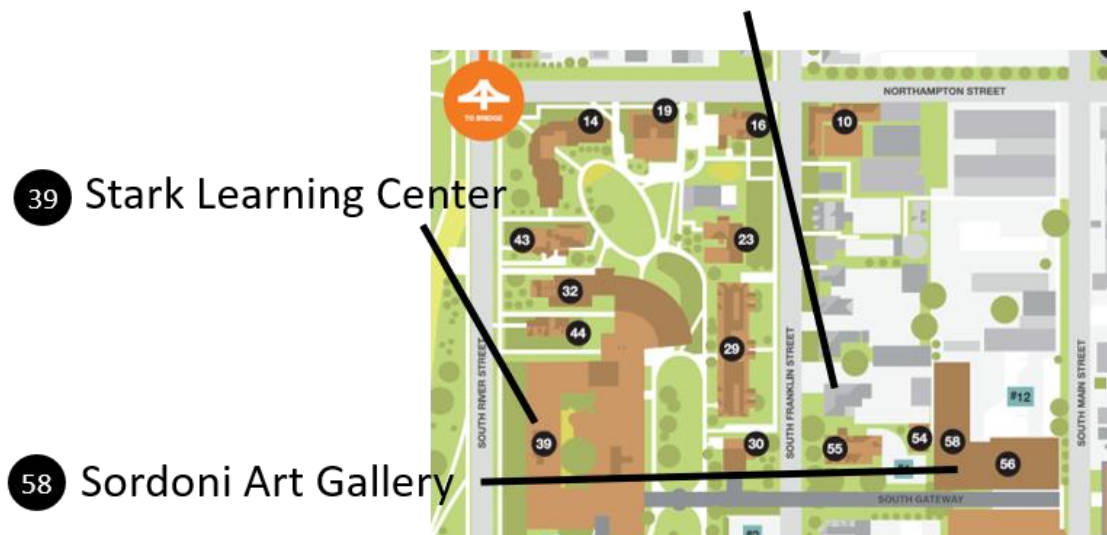 NORTHAMPTON STREET
TO BRIDGE
14
19
16
10
39 Stark Learning Center
43
23
32
44
29
SOUTH RIVER STREET
SOUTH FRANKLIN STREET
SOUTH MAIN STREET
#12
39
30
55
54
58
56
58 Sordoni Art Gallery
SOUTH GATEWAY